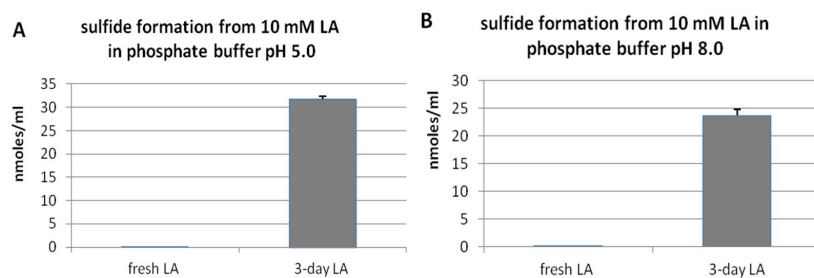 A
sulfide formation from 10 mM LA
in phosphate buffer pH 5.0
nmoles/ml
35
30
25
20
15
10
5
0
fresh LA
3-day LA
B
sulfide formation from 10 mM LA in
phosphate buffer pH 8.0
nmoles/ml
30
25
20
15
10
5
0
fresh LA
3-day LA